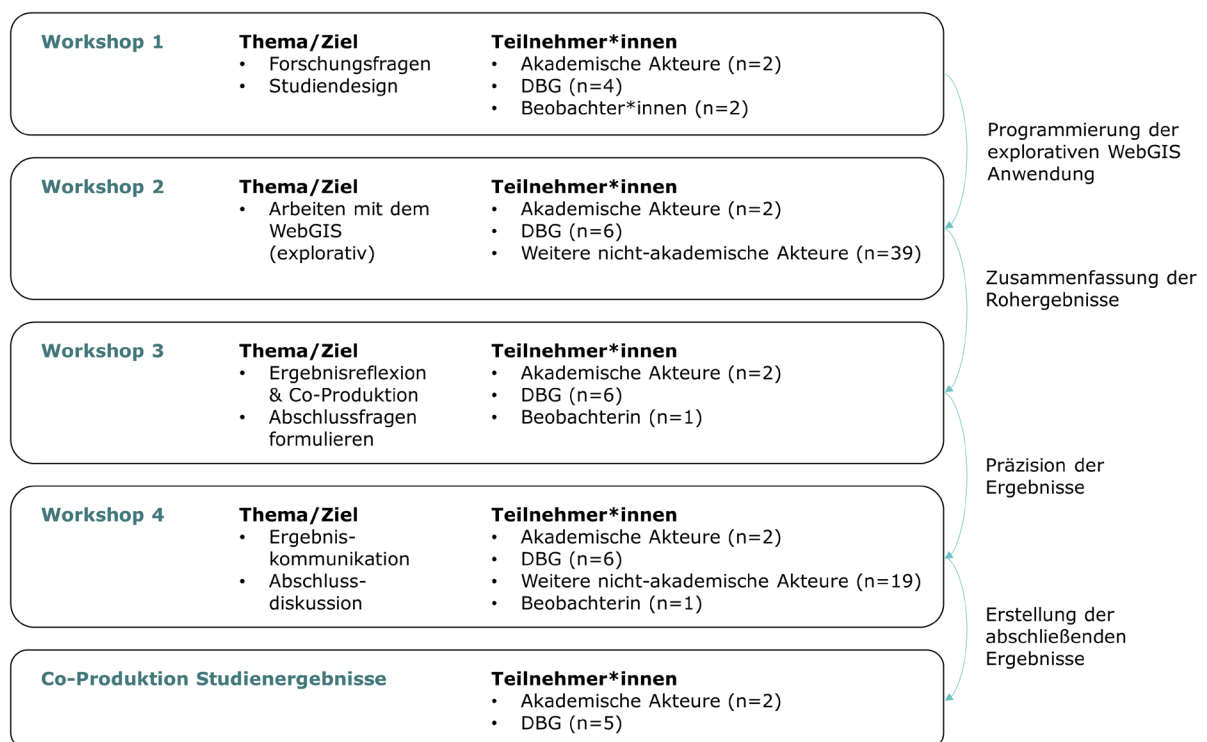 Workshop 1
Thema/Ziel
• Forschungsfragen
• Studiendesign
Teilnehmer*innen
• Akademische Akteure (n=2)
• DBG (n=4)
• Beobachter*innen (n=2)
Programmierung der
explorativen WebGIS
Anwendung
Workshop 2
Thema/Ziel
• Arbeiten mit dem
WebGIS
(explorativ)
Teilnehmer*innen
• Akademische Akteure (n=2)
• DBG (n=6)
• Weitere nicht-akademische Akteure (n=39)
Zusammenfassung der
Rohergebnisse
Workshop 3
Thema/Ziel
• Ergebnisreflexion
& Co-Produktion
• Abschlussfragen
formulieren
Teilnehmer*innen
• Akademische Akteure (n=2)
• DBG (n=6)
• Beobachterin (n=1)
Präzision der
Ergebnisse
Workshop 4
Thema/Ziel
• Ergebnis-
kommunikation
• Abschluss-
diskussion
Teilnehmer*innen
• Akademische Akteure (n=2)
• DBG (n=6)
• Weitere nicht-akademische Akteure (n=19)
• Beobachterin (n=1)
Erstellung der
abschließenden
Ergebnisse
Co-Produktion Studienergebnisse
Teilnehmer*innen
• Akademische Akteure (n=2)
• DBG (n=5)